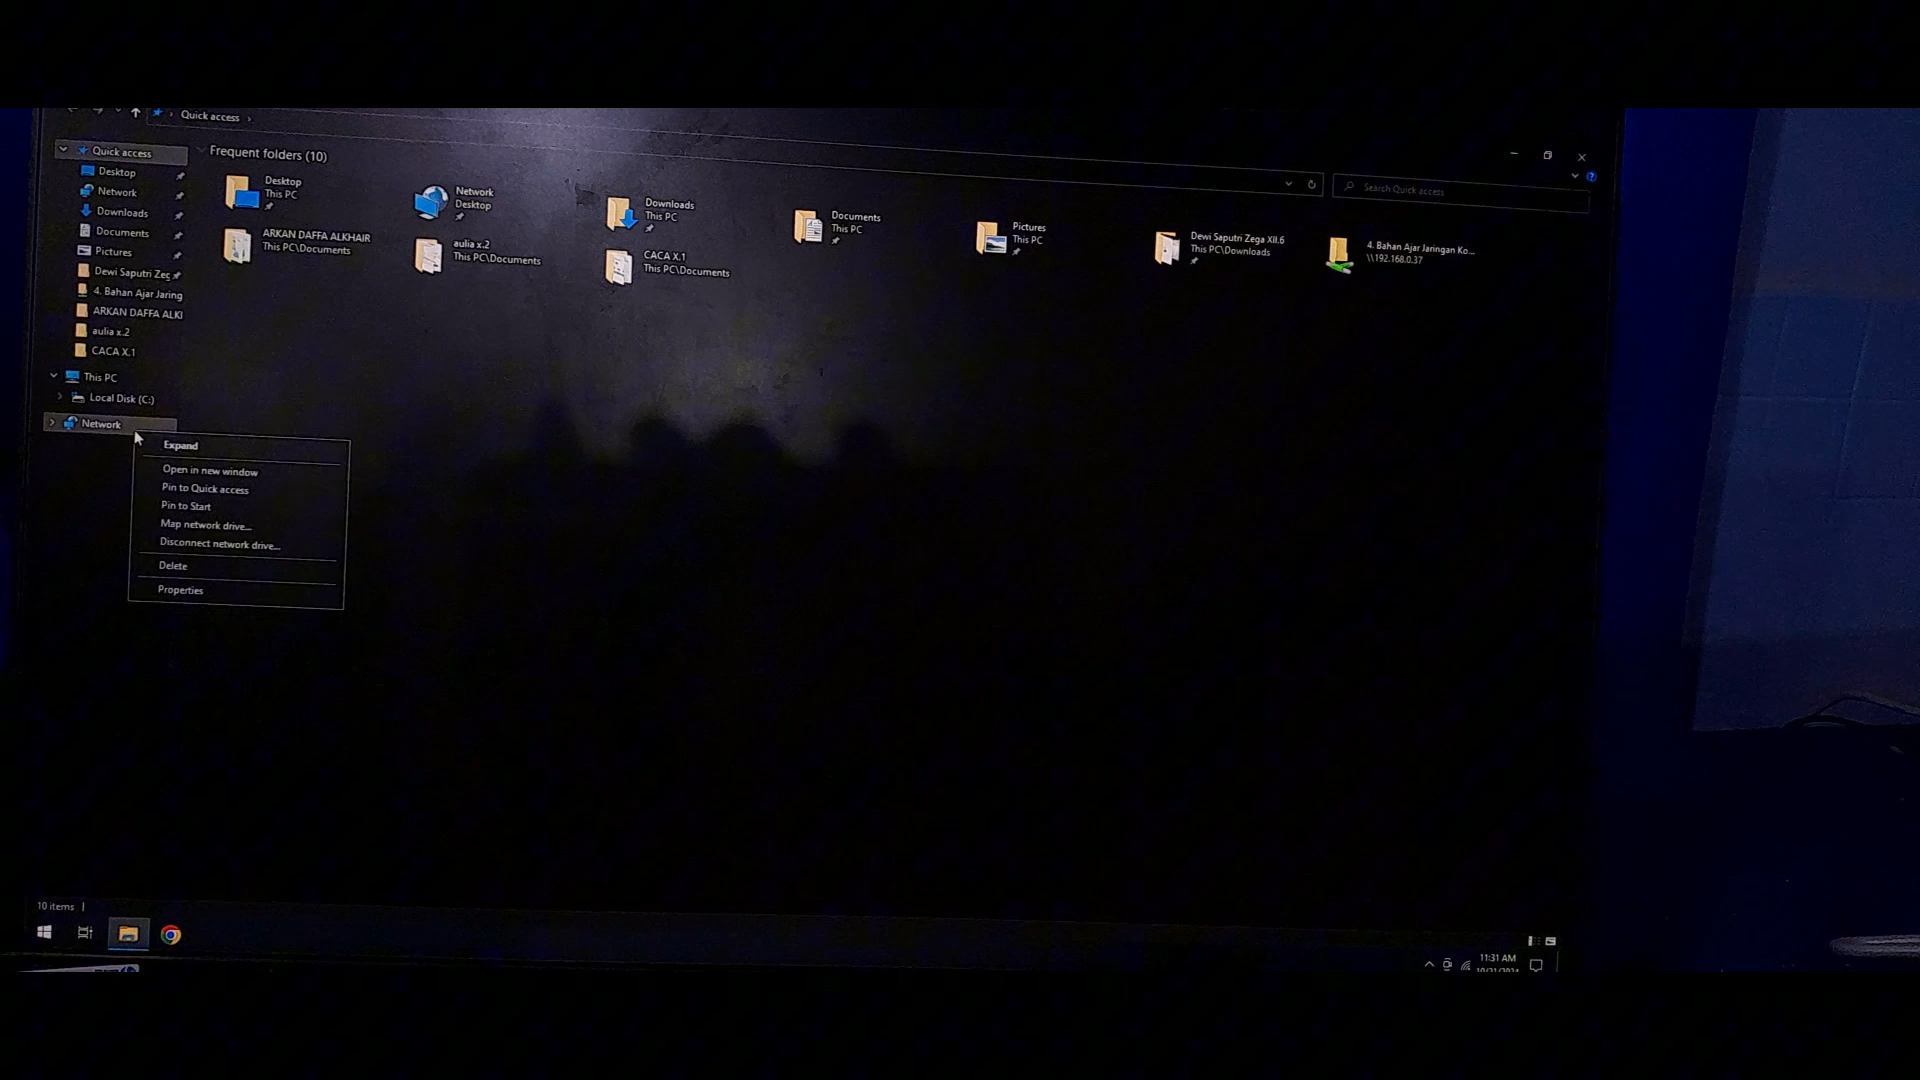 Quick access
Quick access
Desktop
Network
Downloads
Documents
Pictures
Dewi Saputri Zeg
4. Bahan Ajar Jaring
ARKAN DAFFA ALKI
aulia x.2
CACA X.1
This PC
Local Disk (C:)
Network
Frequent folders (10)
Desktop
This PC
Network
Desktop
Downloads
This PC
Documents
This PC
Pictures
This PC
Dewi Saputri Zega XII.6
This PC\Downloads
4. Bahan Ajar Jaringan Ko...
\\192.168.0.37
ARKAN DAFFA ALKHAIR
This PC\Documents
aulia x.2
This PC\Documents
CACA X.1
This PC\Documents
Search Quick access
Expand
Open in new window
Pin to Quick access
Pin to Start
Map network drive...
Disconnect network drive...
Delete
Properties
10 items
11:31 AM